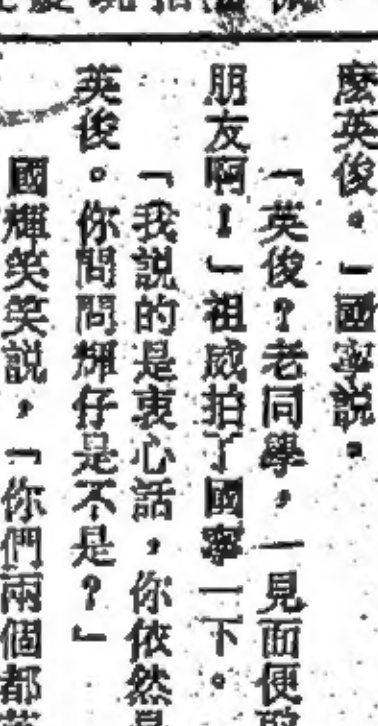 麼英俊。」國寧說。
「英俊？老同學，一見面便
朋友啊！」祖威拍了國寧一下。
「我說的是衷心話，你依然是
英俊。你問問輝仔是不是？」
國輝笑笑說，「你們兩個都